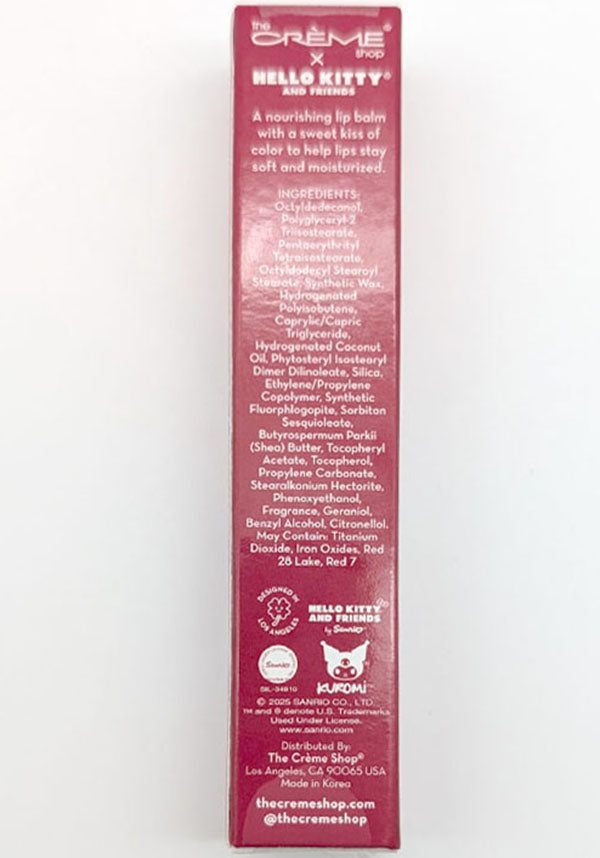 the
CRÈME®
shop
X
HELLO KITTY®
AND FRIENDS
A nourishing lip balm
with a sweet kiss of
color to help lips stay
soft and moisturized.
INGREDIENTS:
Octyldodecanol,
Polyglyceryl-2
Triisostearate,
Pentaerythrityl
Tetraisostearate,
Octyldodecyl Stearoyl
Stearate, Synthetic Wax,
Hydrogenated
Polyisobutene,
Caprylic/Capric
Triglyceride,
Hydrogenated Coconut
Oil, Phytosteryl Isostearyl
Dimer Dilinoleate, Silica,
Ethylene/Propylene
Copolymer, Synthetic
Fluorphlogopite, Sorbitan
Sesquioleate,
Butyrospermum Parkii
(Shea) Butter, Tocopheryl
Acetate, Tocopherol,
Propylene Carbonate,
Stearalkonium Hectorite,
Phenoxyethanol,
Fragrance, Geraniol,
Benzyl Alcohol, Citronellol.
May Contain: Titanium
Dioxide, Iron Oxides, Red
28 Lake, Red 7
DESIGNED IN
LOS ANGELES
HELLO KITTY
AND FRIENDS
by Sanrio
Sanrio
SIL-34810
KUROMI™
© 2025 SANRIO CO., LTD.
™ and ® denote U.S. Trademarks
Used Under License.
www.sanrio.com
Distributed By:
The Crème Shop®
Los Angeles, CA 90065 USA
Made in Korea
thecremeshop.com
@thecremeshop